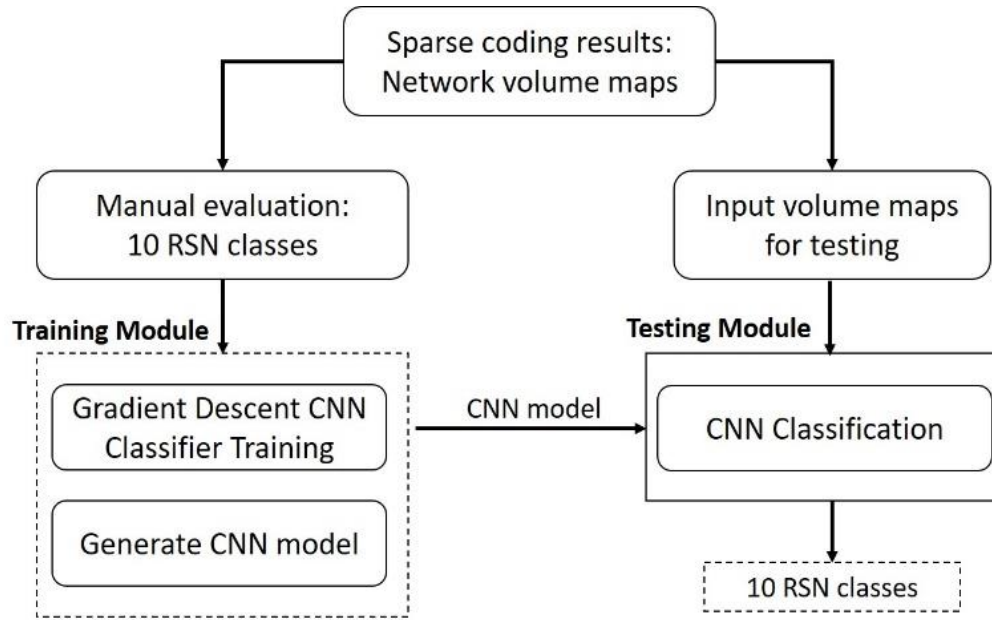 Sparse coding results:
Network volume maps
Manual evaluation:
10 RSN classes
Input volume maps
for testing
Training Module
Testing Module
Gradient Descent CNN
Classifier Training
CNN model
CNN Classification
Generate CNN model
10 RSN classes